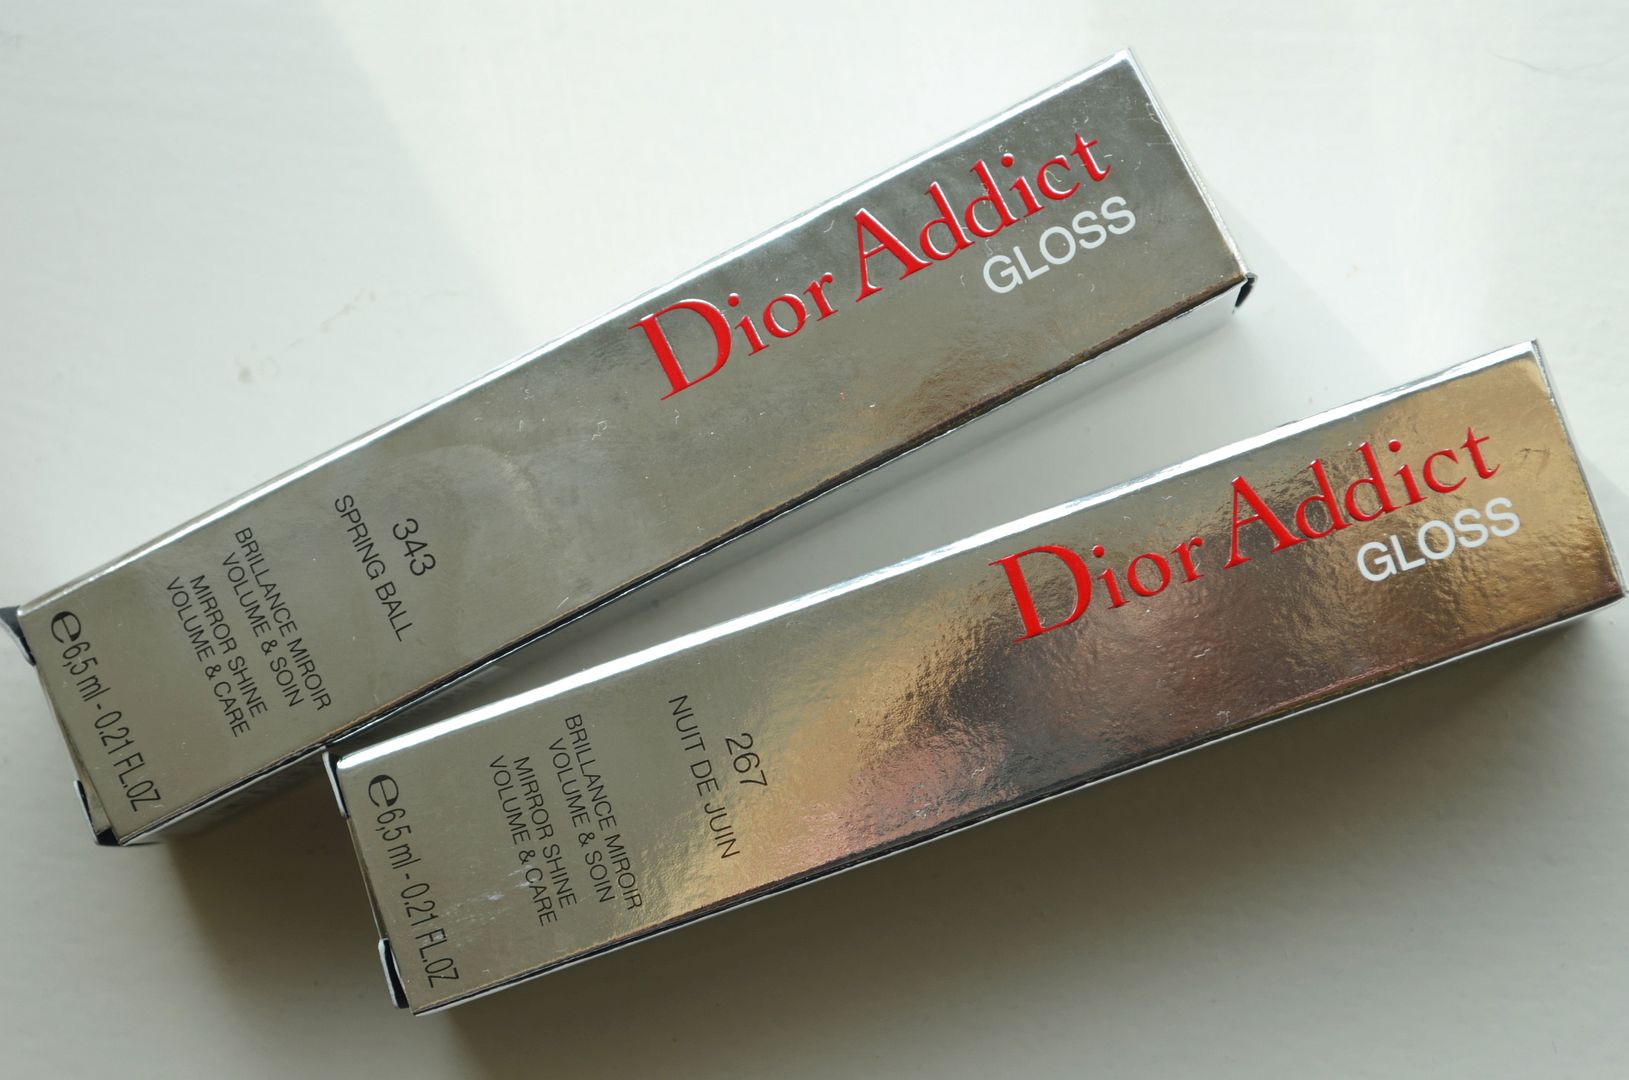 Dior Addict
GLOSS
343
SPRING BALL
BRILLANCE MIROIR
VOLUME & SOIN
MIRROR SHINE
VOLUME & CARE
e 6,5 ml - 0.21 FL.OZ
Dior Addict
GLOSS
267
NUIT DE JUIN
BRILLANCE MIROIR
VOLUME & SOIN
MIRROR SHINE
VOLUME & CARE
e 6,5 ml - 0.21 FL.OZ